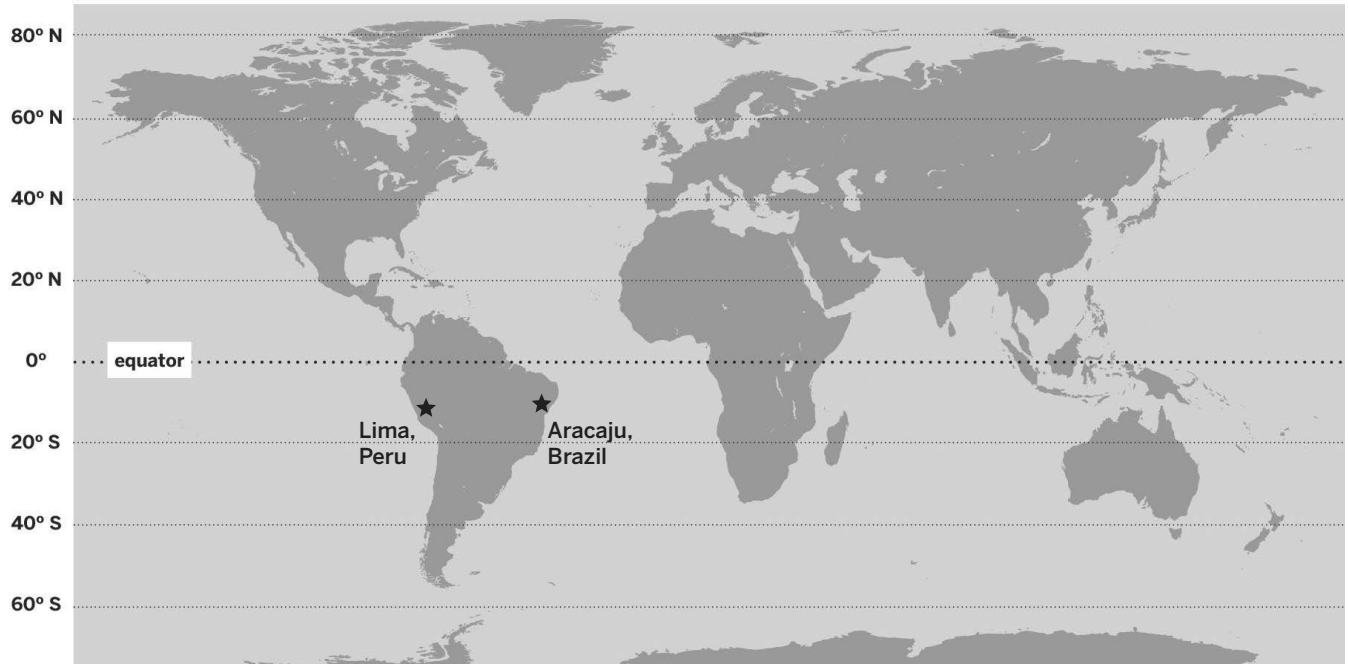 80° N
60° N
40° N
20° N
0°
equator
Lima,
Peru
Aracaju,
Brazil
20° S
40° S
60° S